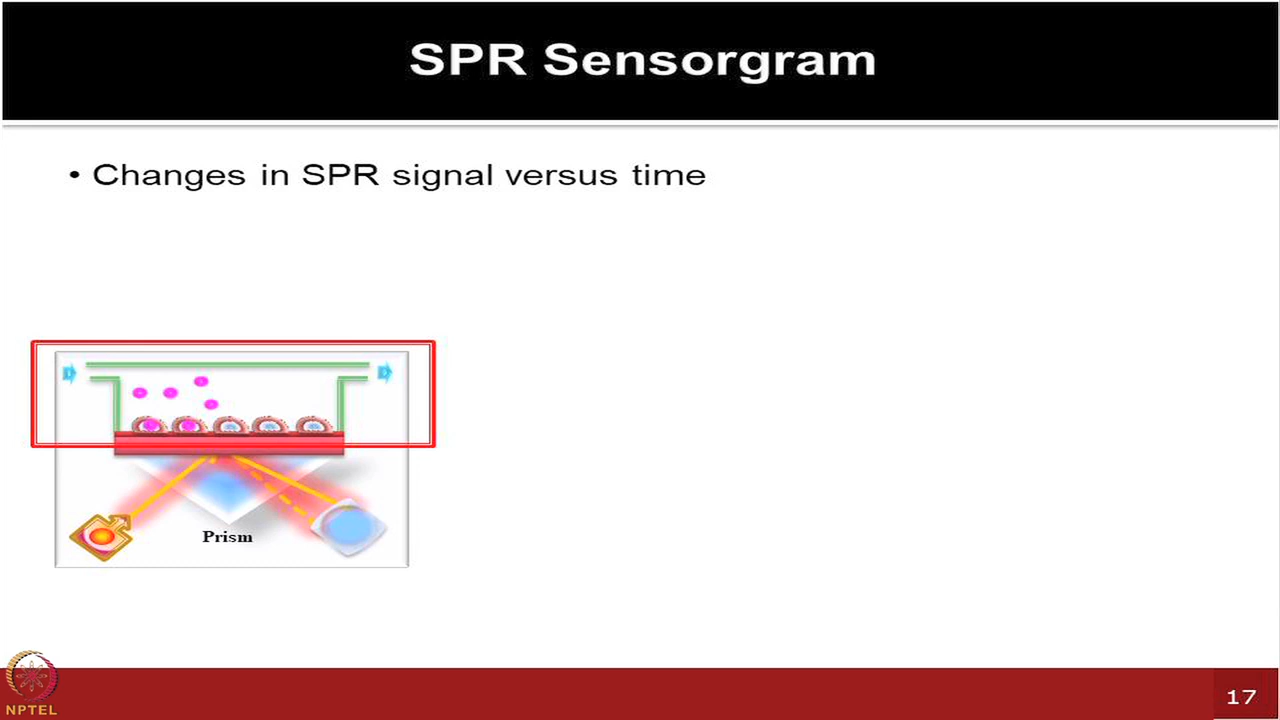 SPR Sensorgram
• Changes in SPR signal versus time
Prism
NPTEL
17